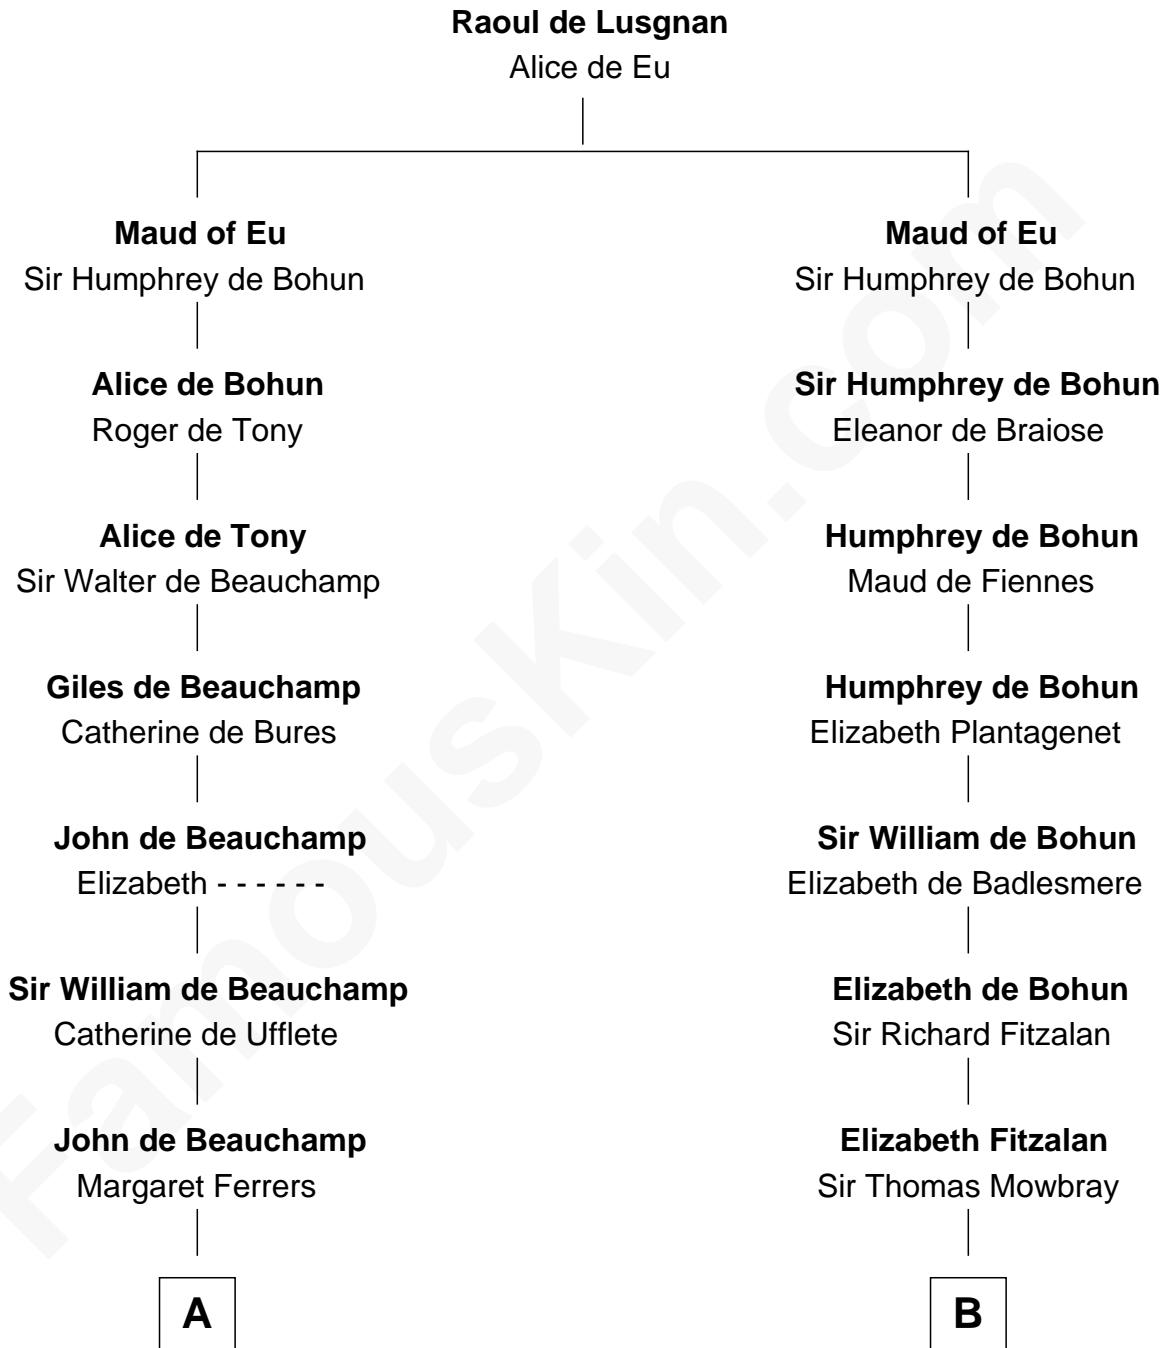 Raoul de Lusgnan
Alice de Eu
Maud of Eu
Sir Humphrey de Bohun
Maud of Eu
Sir Humphrey de Bohun
Alice de Bohun
Roger de Tony
Sir Humphrey de Bohun
Eleanor de Braiose
Alice de Tony
Sir Walter de Beauchamp
Humphrey de Bohun
Maud de Fiennes
Giles de Beauchamp
Catherine de Bures
Humphrey de Bohun
Elizabeth Plantagenet
John de Beauchamp
Elizabeth - - - - - -
Sir William de Bohun
Elizabeth de Badlesmere
Sir William de Beauchamp
Catherine de Ufflete
Elizabeth de Bohun
Sir Richard Fitzalan
John de Beauchamp
Margaret Ferrers
Elizabeth Fitzalan
Sir Thomas Mowbray
A
B
FamousKin.com